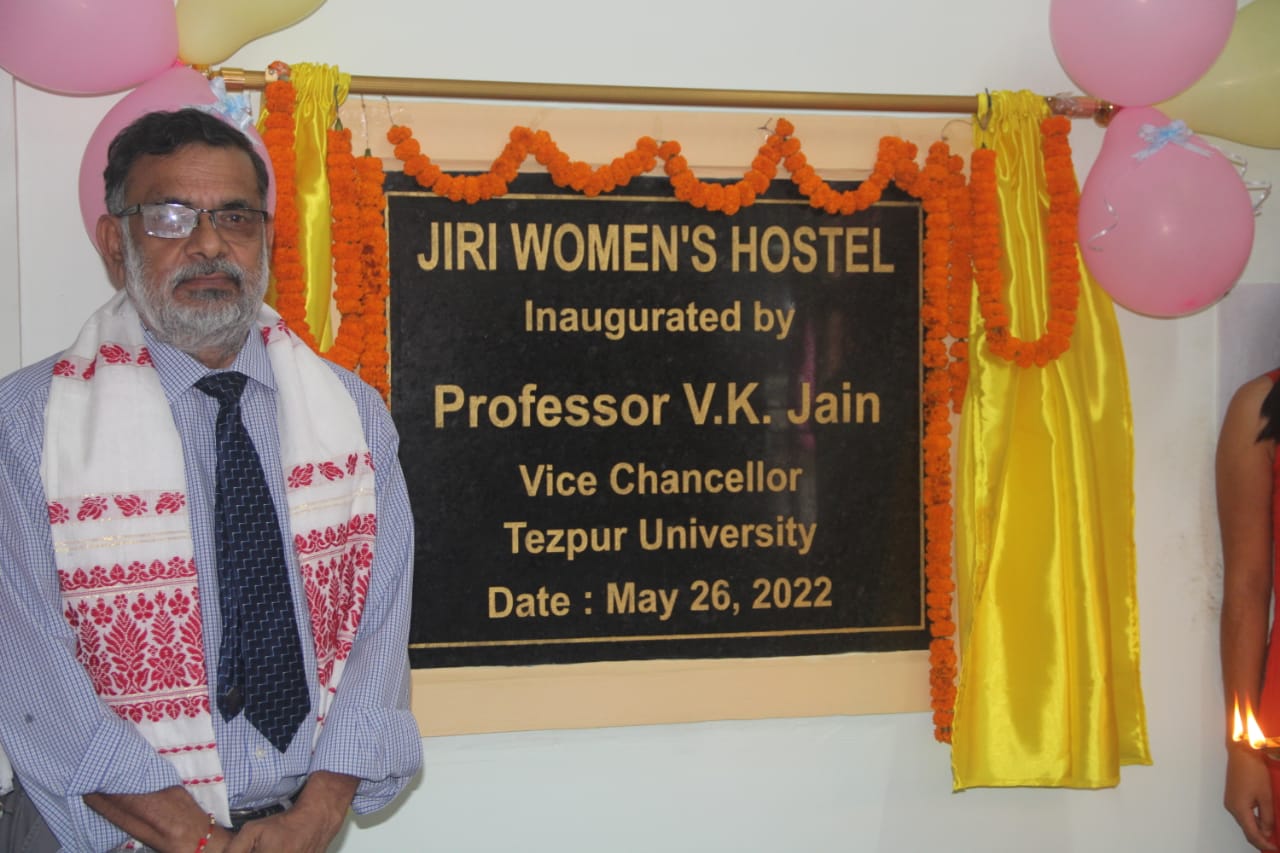 JIRI WOMEN'S HOSTEL
Inaugurated by
Professor V.K. Jain
Vice Chancellor
Tezpur University
Date : May 26, 2022